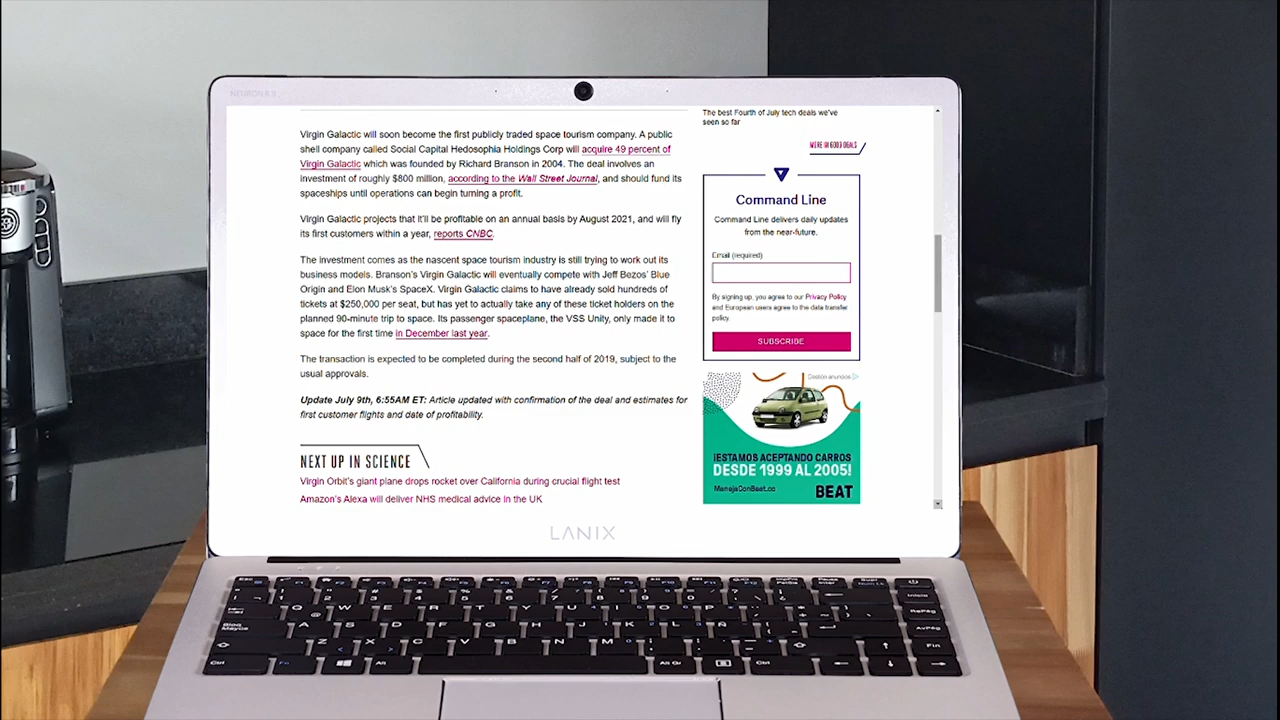 NEURON
Virgin Galactic will soon become the first publicly traded space tourism company. A public
shell company called Social Capital Hedosophia Holdings Corp will acquire 49 percent of
Virgin Galactic which was founded by Richard Branson in 2004. The deal involves an
investment of roughly $800 million, according to the Wall Street Journal, and should fund its
spaceships until operations can begin turning a profit.
Virgin Galactic projects that it'll be profitable on an annual basis by August 2021, and will fly
its first customers within a year, reports CNBC.
The investment comes as the nascent space tourism industry is still trying to work out its
business models. Branson's Virgin Galactic will eventually compete with Jeff Bezos' Blue
Origin and Elon Musk's SpaceX. Virgin Galactic claims to have already sold hundreds of
tickets at $250,000 per seat, but has yet to actually take any of these ticket holders on the
planned 90-minute trip to space. Its passenger spaceplane, the VSS Unity, only made it to
space for the first time in December last year.
The transaction is expected to be completed during the second half of 2019, subject to the
usual approvals.
Update July 9th, 6:55AM ET: Article updated with confirmation of the deal and estimates for
first customer flights and date of profitability.
NEXT UP IN SCIENCE
Virgin Orbit's giant plane drops rocket over California during crucial flight test
Amazon's Alexa will deliver NHS medical advice in the UK
The best Fourth of July tech deals we've
seen so far
MORE IN GOOD DEALS
Command Line
Command Line delivers daily updates
from the near-future.
Email (required)
By signing up, you agree to our Privacy Policy
and European users agree to the data transfer
policy.
SUBSCRIBE
¡ESTAMOS ACEPTANDO CARROS
DESDE 1999 AL 2005!
ManejaConBeat.co
BEAT
LANIX
Inicio
Q W E R T Y U I O P
RePág
Bloq
Mayús
A S D F G H J K L Ñ
AvPág
Z X C V B N M
Fin
Ctrl Fn Alt Alt Gr Ctrl